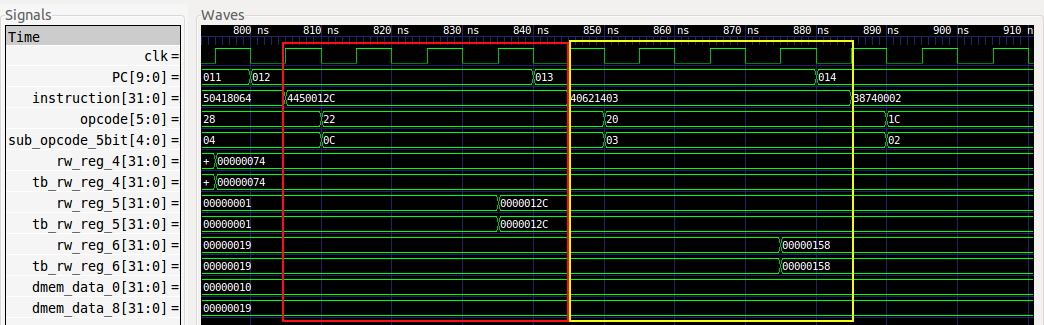 Signals Waves
Time 800 ns 810 ns 820 ns 830 ns 840 ns 850 ns 860 ns 870 ns 880 ns 890 ns 900 ns 910 n
clk =
PC[9:0] = 011 012 013 014
instruction[31:0] = 50418064 4450012C 40621403 38740002
opcode[5:0] = 28 22 20 1C
sub_opcode_5bit[4:0] = 04 0C 03 02
rw_reg_4[31:0] = + 00000074
tb_rw_reg_4[31:0] = + 00000074
rw_reg_5[31:0] = 00000001 0000012C
tb_rw_reg_5[31:0] = 00000001 0000012C
rw_reg_6[31:0] = 00000019 00000158
tb_rw_reg_6[31:0] = 00000019 00000158
dmem_data_0[31:0] = 00000010
dmem_data_8[31:0] = 00000019